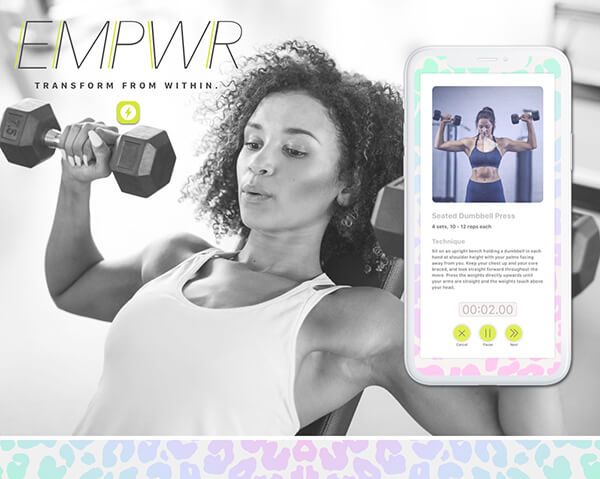 EMPWR
TRANSFORM FROM WITHIN.
17.5
Seated Dumbbell Press
4 sets, 10 - 12 reps each
Technique
Sit on an upright bench holding a dumbbell in each
hand at shoulder height with your palms facing
away from you. Keep your chest up and your core
braced, and look straight forward throughout the
move. Press the weights directly upwards until
your arms are straight and the weights touch above
your head.
00:02.00
Cancel
Pause
Next